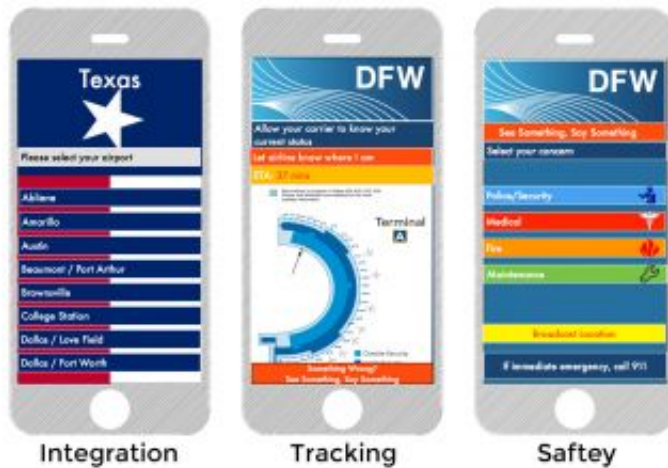 Texas
Please select your airport
Abilene
Amarillo
Austin
Beaumont / Port Arthur
Brownsville
College Station
Dallas / Love Field
Dallas / Fort Worth
Integration
DFW
Allow your carrier to know your
current status
Let airline know where I am
ETA: 37 mins
Terminal
A
Something Wrong?
See Something, Say Something
Tracking
DFW
See Something, Say Something
Select your concern
Police/Security
Medical
Fire
Maintenance
Broadcast Location
If immediate emergency, call 911
Saftey